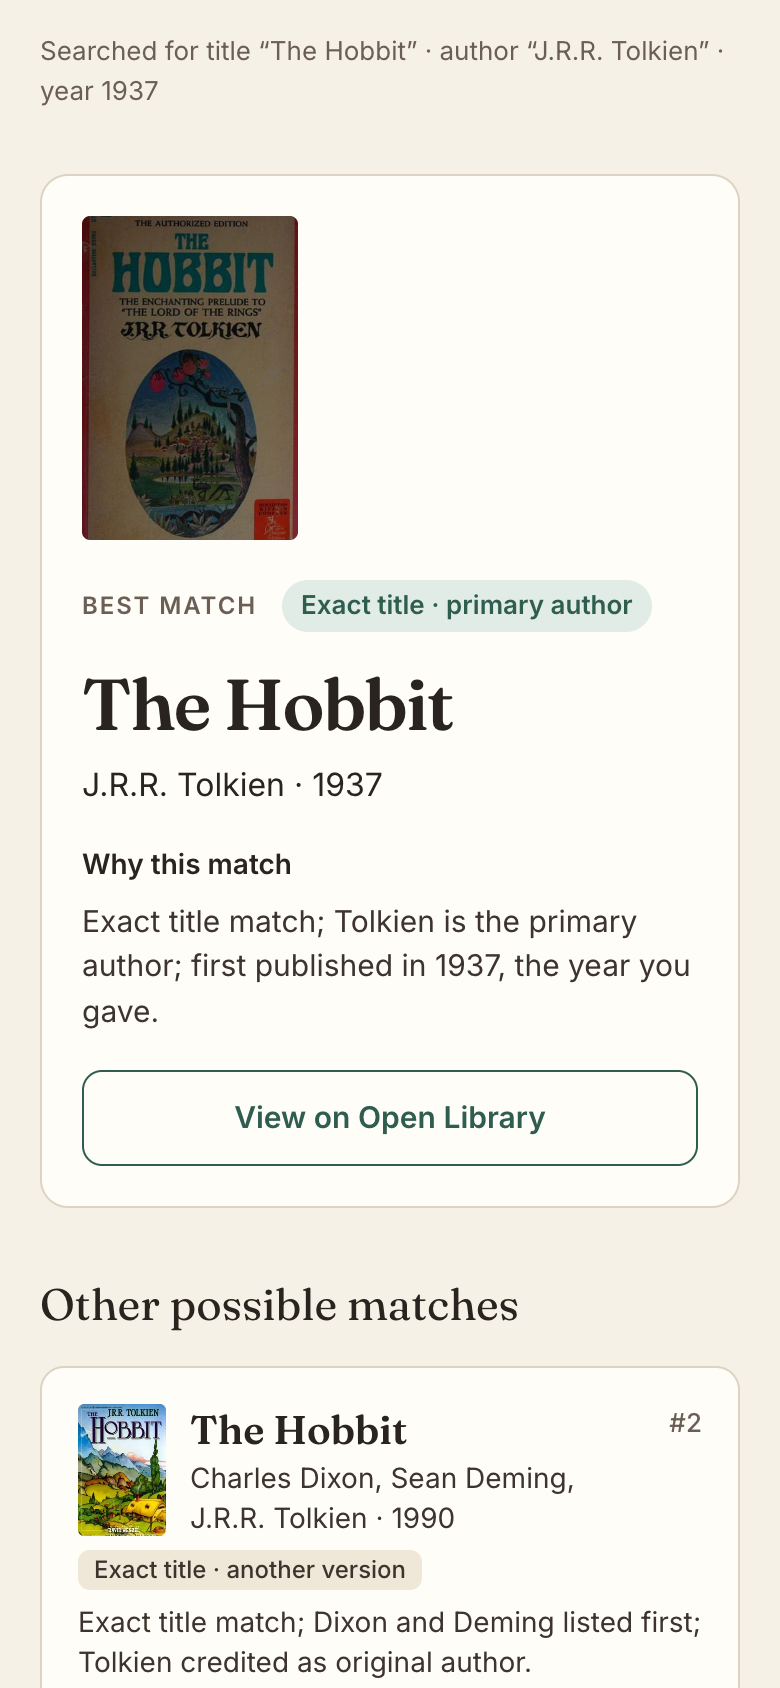 Searched for title “The Hobbit” · author “J.R.R. Tolkien” ·
year 1937
THE AUTHORIZED EDITION
THE
HOBBIT
THE ENCHANTING PRELUDE TO
“THE LORD OF THE RINGS”
J.R.R. TOLKIEN
BEST MATCH
Exact title · primary author
The Hobbit
J.R.R. Tolkien · 1937
Why this match
Exact title match; Tolkien is the primary
author; first published in 1937, the year you
gave.
View on Open Library
Other possible matches
J.R.R. TOLKIEN
THE
HOBBIT
The Hobbit
#2
Charles Dixon, Sean Deming,
J.R.R. Tolkien · 1990
Exact title · another version
Exact title match; Dixon and Deming listed first;
Tolkien credited as original author.